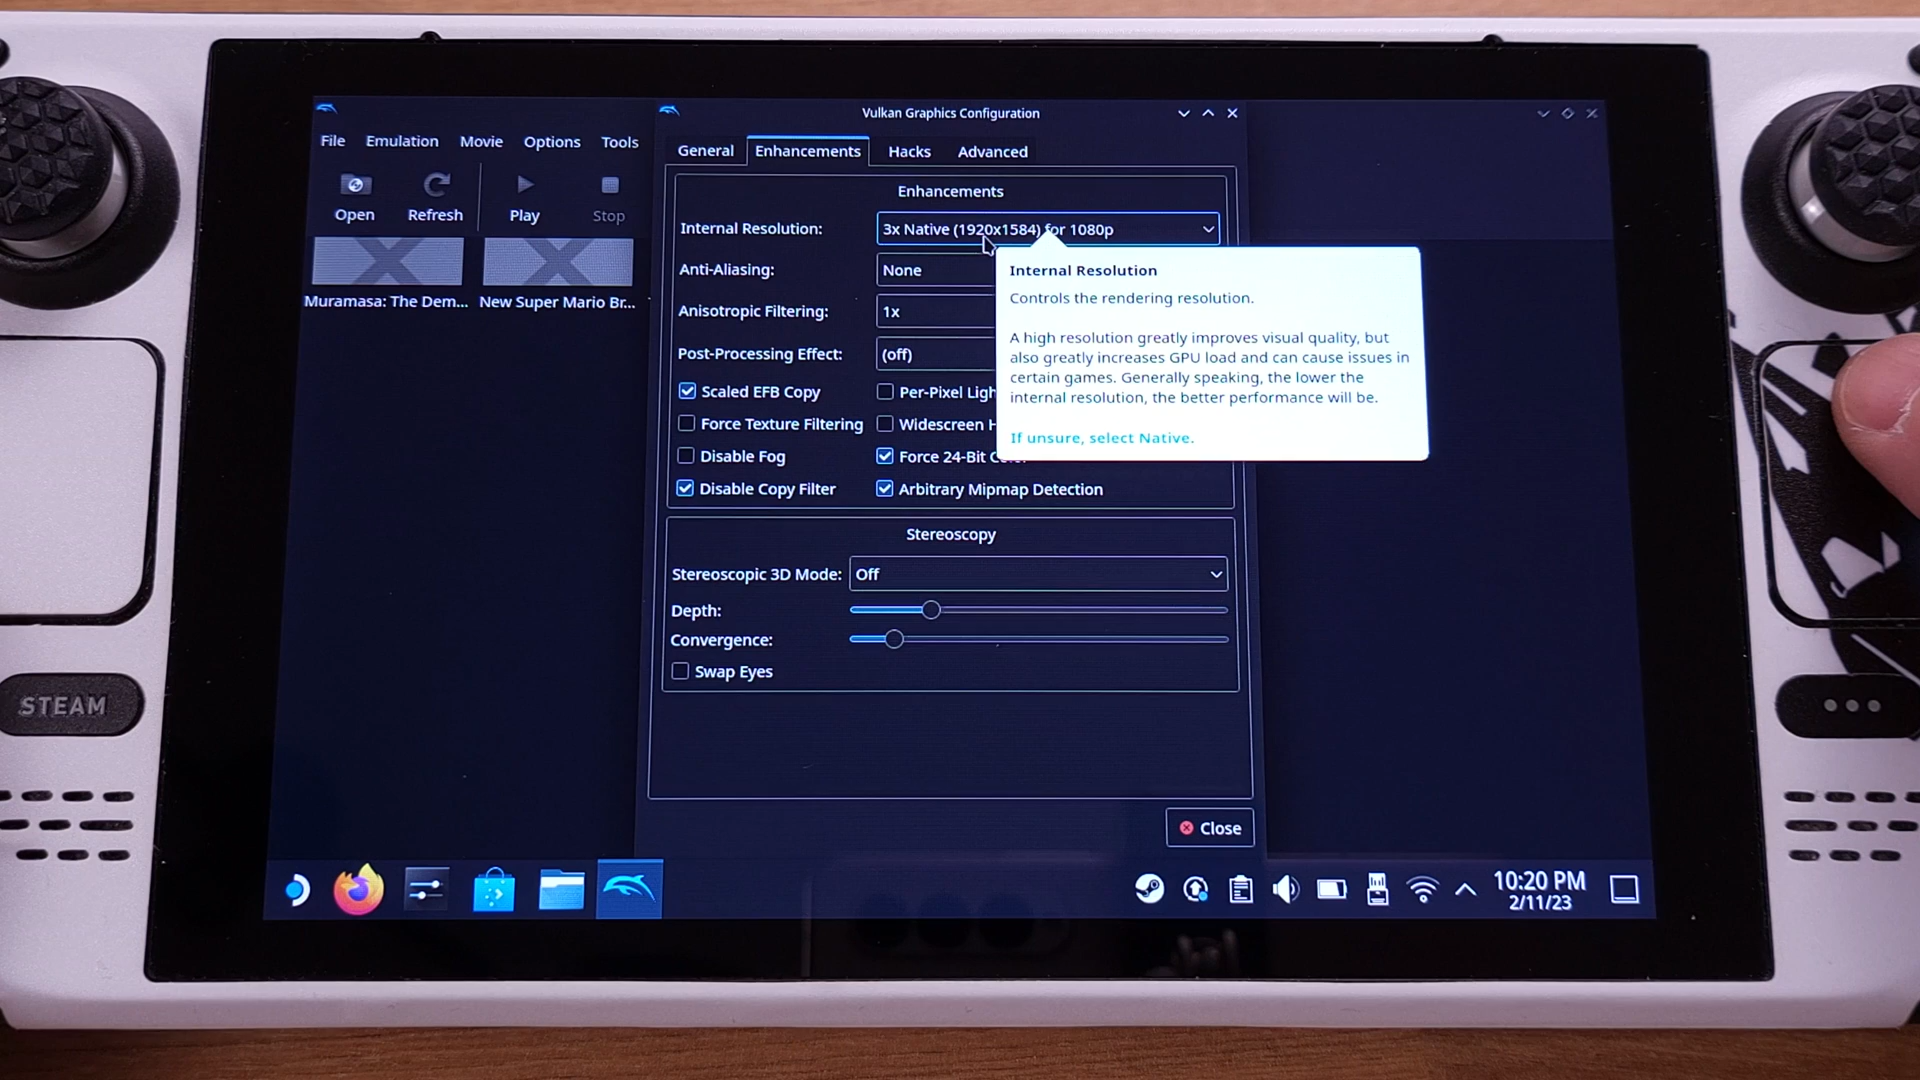 Vulkan Graphics Configuration
File Emulation Movie Options Tools
General Enhancements Hacks Advanced
Open Refresh Play Stop
Muramasa: The Dem... New Super Mario Br...
Enhancements
Internal Resolution: 3x Native (1920x1584) for 1080p
Anti-Aliasing: None
Anisotropic Filtering: 1x
Post-Processing Effect: (off)
Scaled EFB Copy Per-Pixel
Force Texture Filtering Widescreen
Disable Fog Force 24-Bit
Disable Copy Filter Arbitrary Mipmap Detection
Internal Resolution
Controls the rendering resolution.
A high resolution greatly improves visual quality, but
also greatly increases GPU load and can cause issues in
certain games. Generally speaking, the lower the
internal resolution, the better performance will be.
If unsure, select Native.
Stereoscopy
Stereoscopic 3D Mode: Off
Depth:
Convergence:
Swap Eyes
Close
STEAM
10:20 PM
2/11/23